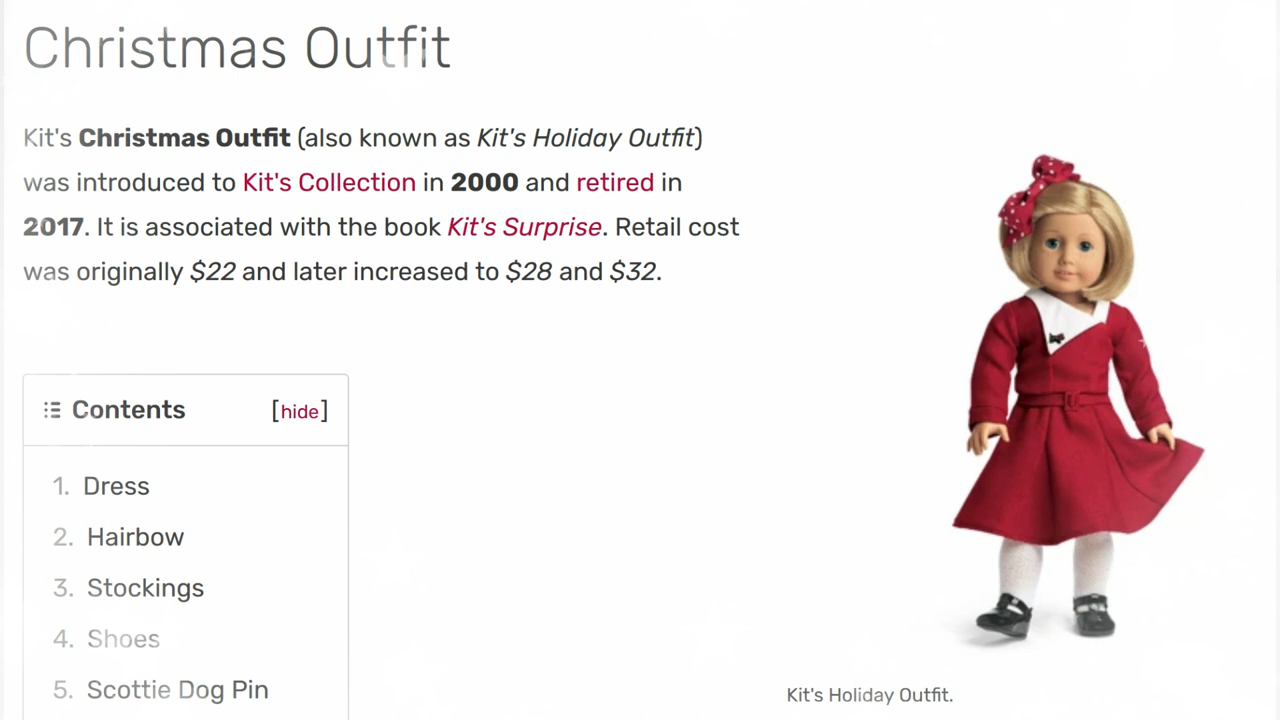 Christmas Outfit
Kit's Christmas Outfit (also known as Kit's Holiday Outfit)
was introduced to Kit's Collection in 2000 and retired in
2017. It is associated with the book Kit's Surprise. Retail cost
was originally $22 and later increased to $28 and $32.
Contents [hide]
1. Dress
2. Hairbow
3. Stockings
4. Shoes
5. Scottie Dog Pin
Kit's Holiday Outfit.